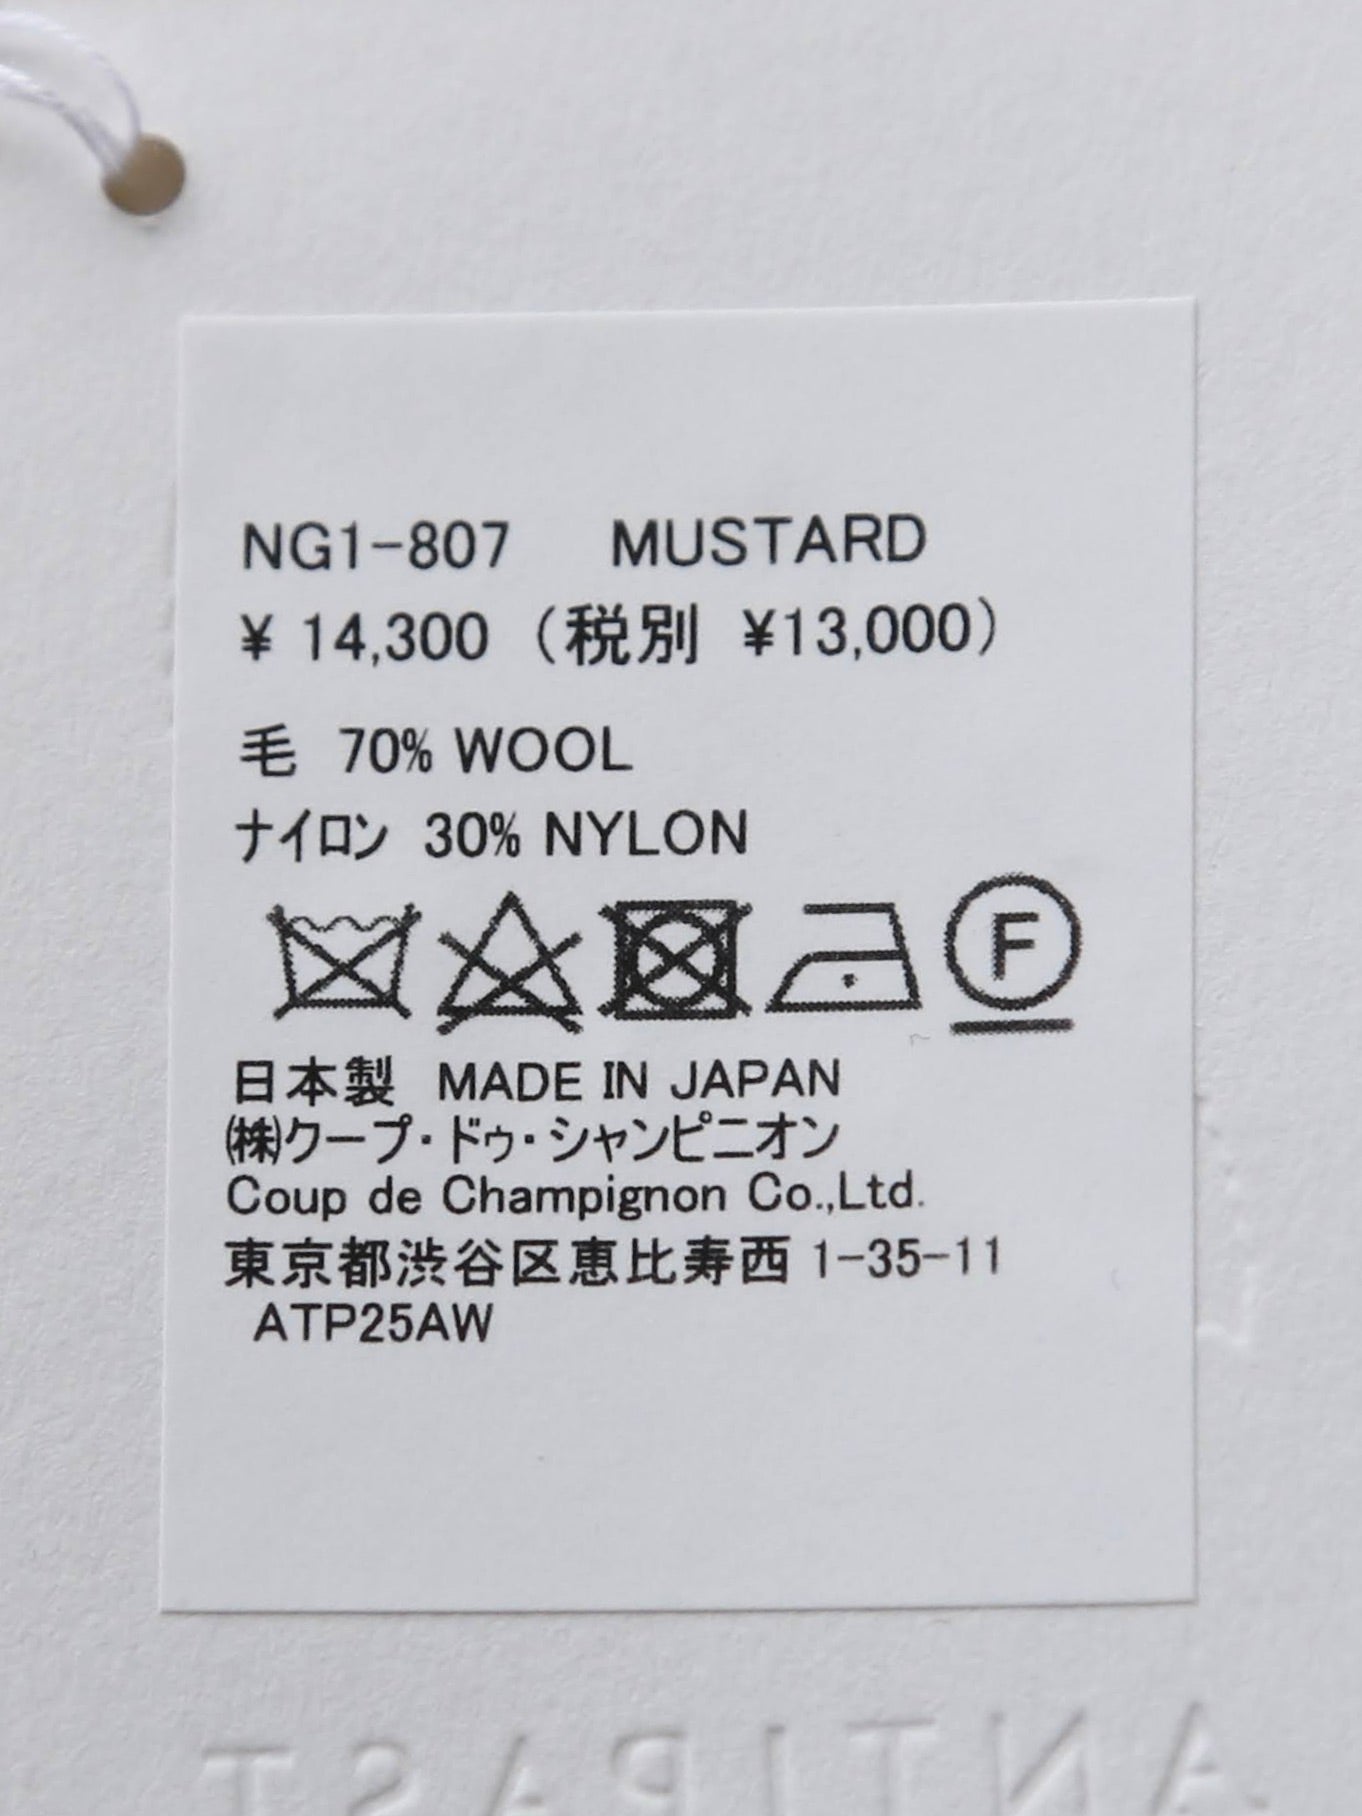 NG1-807 MUSTARD
¥ 14,300（税別 ¥13,000）
毛 70% WOOL
ナイロン 30% NYLON
F
日本製 MADE IN JAPAN
㈱クープ・ドゥ・シャンピニオン
Coup de Champignon Co.,Ltd.
東京都渋谷区恵比寿西 1-35-11
ATP25AW
ANTIPAST